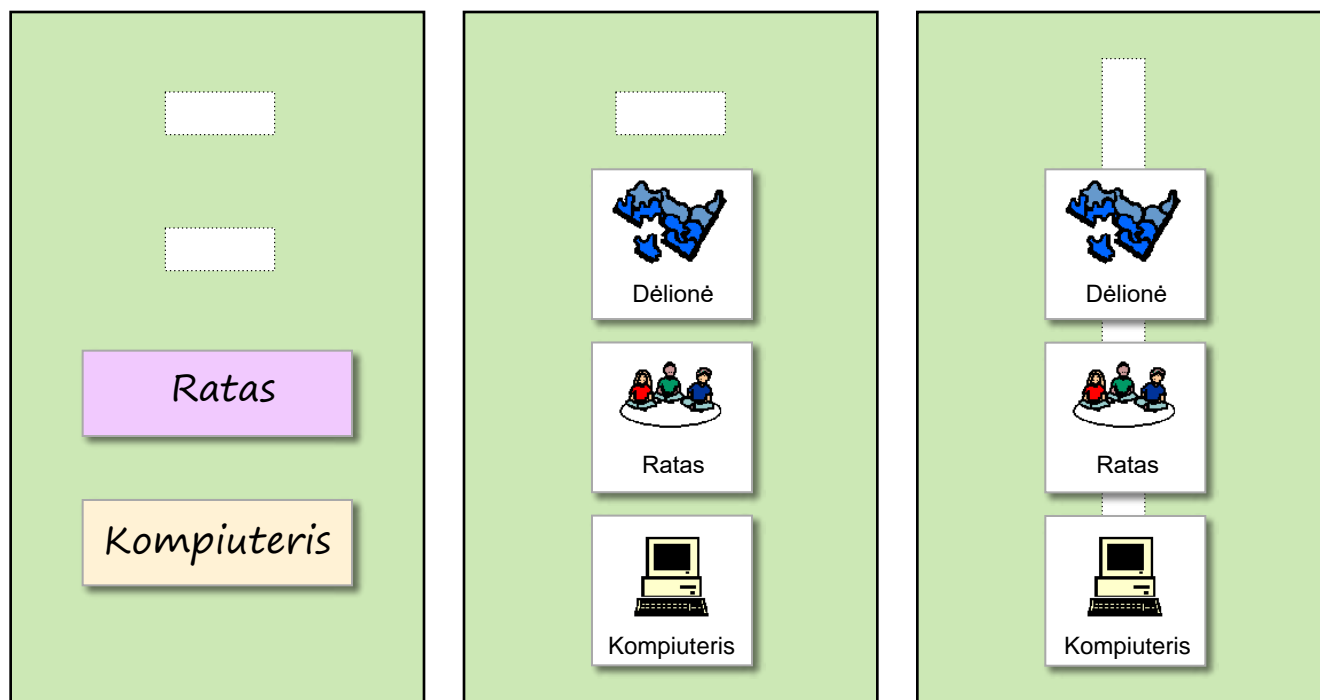 Ratas
Kompiuteris
Dėlionė
Ratas
Kompiuteris
Dėlionė
Ratas
Kompiuteris